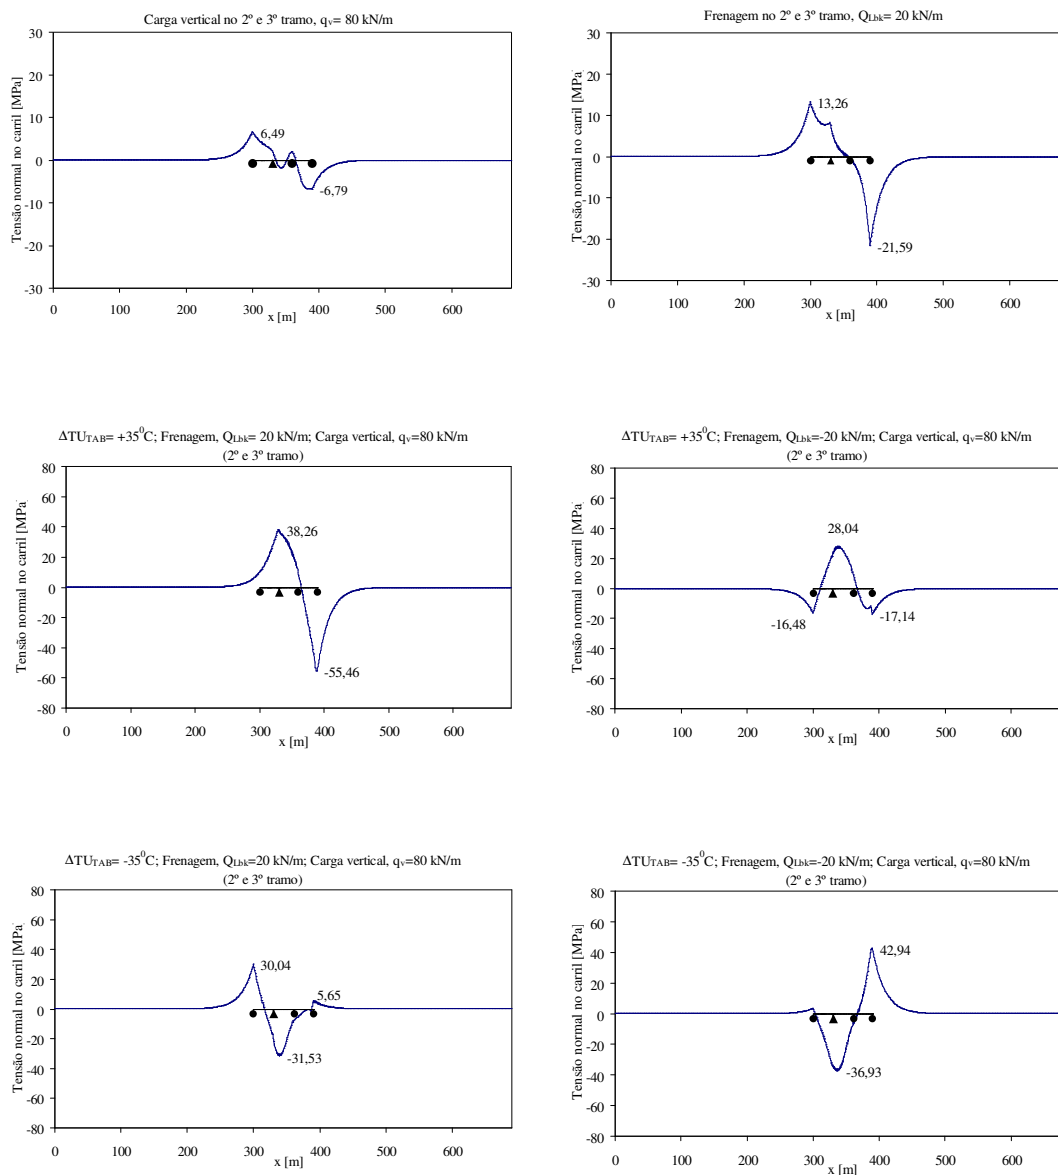 Carga vertical no 2º e 3º tramo, qv= 80 kN/m
30
20
10
0
-10
-20
-30
Tensão normal no carril [MPa]
6,49
-6,79
0 100 200 300 400 500 600
x [m]
Frenagem no 2º e 3º tramo, QLbk= 20 kN/m
30
20
10
0
-10
-20
-30
Tensão normal no carril [MPa]
13,26
-21,59
0 100 200 300 400 500 600
x [m]
ΔTUTAB= +35⁰C; Frenagem, QLbk= 20 kN/m; Carga vertical, qv=80 kN/m
(2º e 3º tramo)
80
60
40
20
0
-20
-40
-60
-80
Tensão normal no carril [MPa]
38,26
-55,46
0 100 200 300 400 500 600
x [m]
ΔTUTAB= +35⁰C; Frenagem, QLbk=-20 kN/m; Carga vertical, qv=80 kN/m
(2º e 3º tramo)
80
60
40
20
0
-20
-40
-60
-80
Tensão normal no carril [MPa]
28,04
-16,48
-17,14
0 100 200 300 400 500 600
x [m]
ΔTUTAB= -35⁰C; Frenagem, QLbk=20 kN/m; Carga vertical, qv=80 kN/m
(2º e 3º tramo)
80
60
40
20
0
-20
-40
-60
-80
Tensão normal no carril [MPa]
30,04
5,65
-31,53
0 100 200 300 400 500 600
x [m]
ΔTUTAB= -35⁰C; Frenagem, QLbk=-20 kN/m; Carga vertical, qv=80 kN/m
(2º e 3º tramo)
80
60
40
20
0
-20
-40
-60
-80
Tensão normal no carril [MPa]
42,94
-36,93
0 100 200 300 400 500 600
x [m]